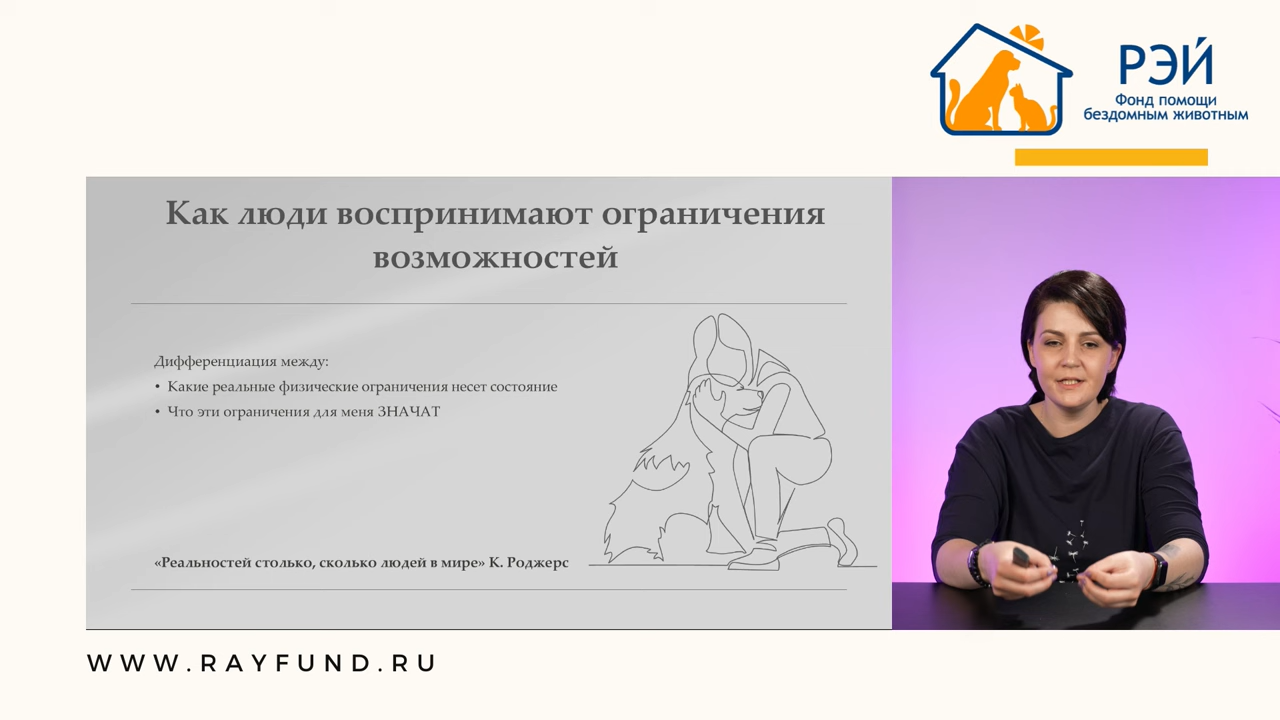 РЭЙ
Фонд помощи
бездомным животным
Как люди воспринимают ограничения
возможностей
Дифференциация между:
• Какие реальные физические ограничения несет состояние
• Что эти ограничения для меня ЗНАЧАТ
«Реальностей столько, сколько людей в мире» К. Роджерс
WWW.RAYFUND.RU